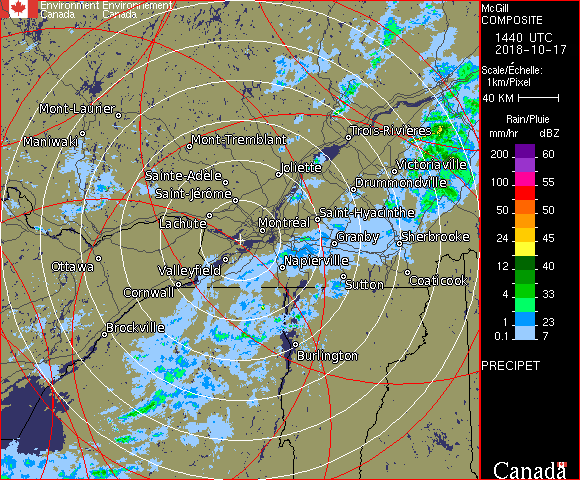 Environment Environnement
Canada Canada
McGill
COMPOSITE
1440 UTC
2018-10-17
Scale/Échelle:
1km/Pixel
40 KM
Rain/Pluie
mm/hr dBZ
200 60
100 55
50 50
24 45
12 40
4 33
1 23
0.1 7
PRECIPET
Canada
Mont-Laurier
Maniwaki
Mont-Tremblant
Trois-Rivières
Joliette
Victoriaville
Sainte-Adèle
Drummondville
Saint-Jérôme
Saint-Hyacinthe
Lachute
Montréal
Granby
Sherbrooke
Ottawa
Valleyfield
Napierville
Cornwall
Sutton
Coaticook
Brockville
Burlington